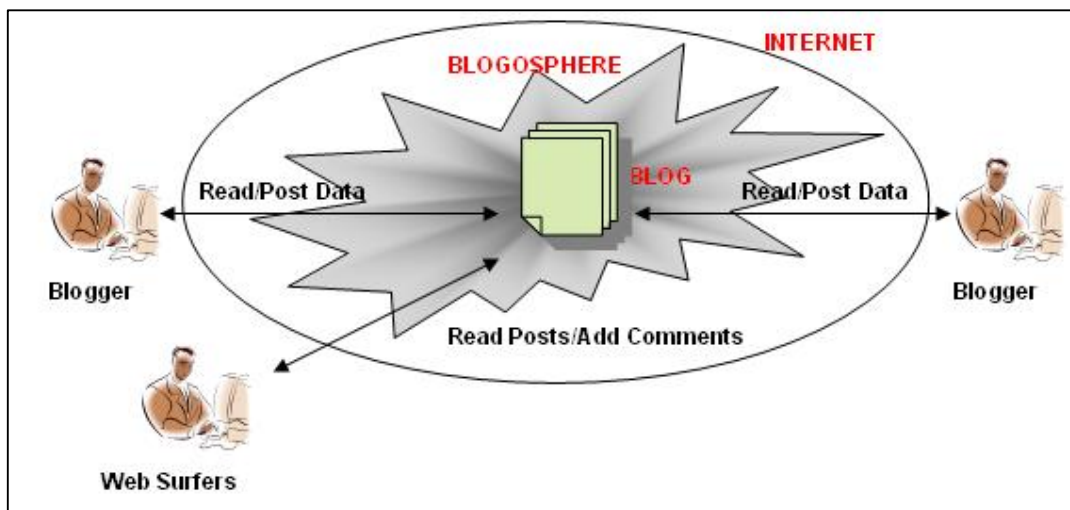 INTERNET
BLOGOSPHERE
BLOG
Read/Post Data
Read/Post Data
Blogger
Blogger
Read Posts/Add Comments
Web Surfers